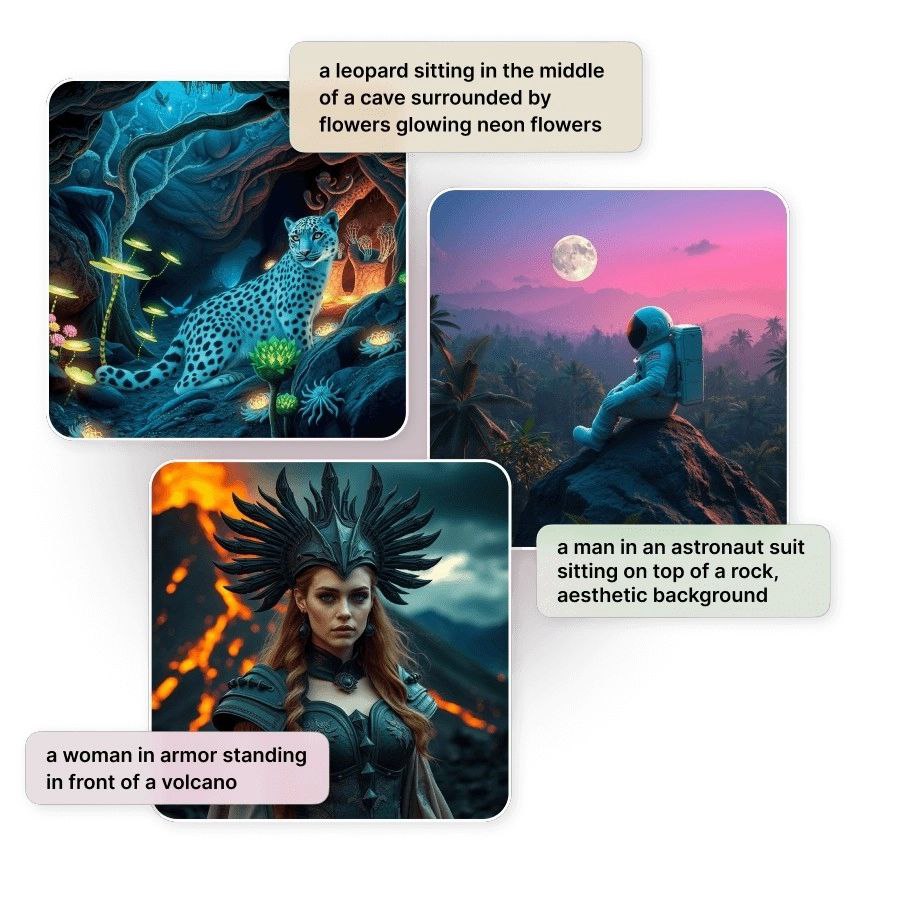 a leopard sitting in the middle
of a cave surrounded by
flowers glowing neon flowers
a man in an astronaut suit
sitting on top of a rock,
aesthetic background
a woman in armor standing
in front of a volcano